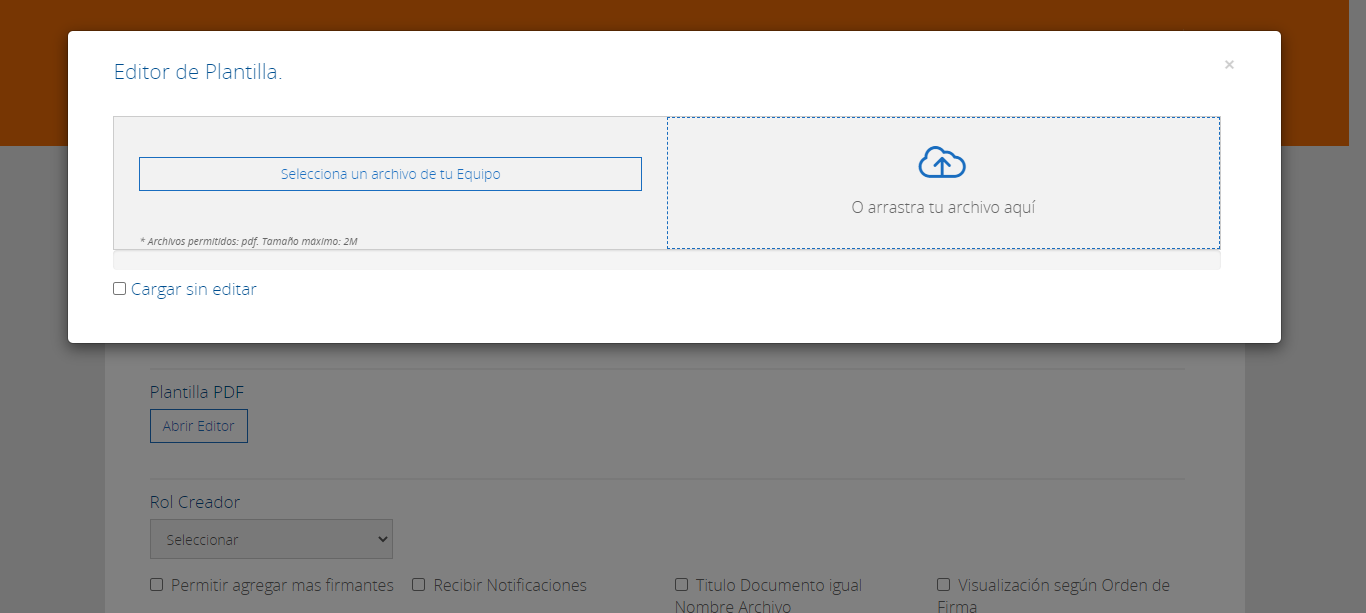 Editor de Plantilla.
×
Selecciona un archivo de tu Equipo
O arrastra tu archivo aquí
* Archivos permitidos: pdf. Tamaño máximo: 2M
Cargar sin editar
Plantilla PDF
Abrir Editor
Rol Creador
Seleccionar
Permitir agregar mas firmantes
Recibir Notificaciones
Titulo Documento igual
Nombre Archivo
Visualización según Orden de
Firma